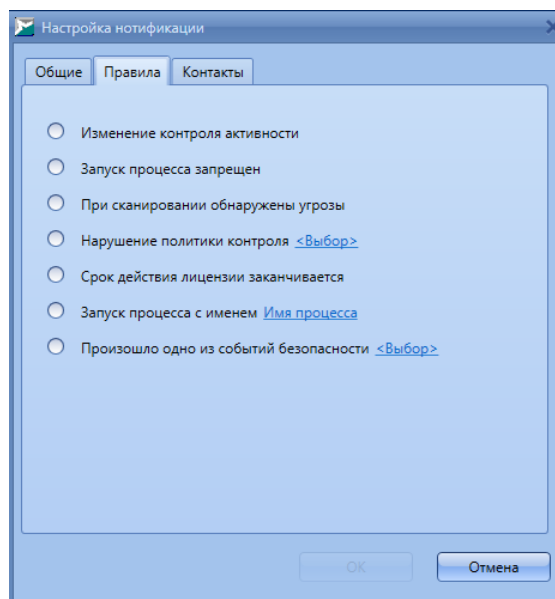 Настройка нотификации
Общие Правила Контакты
Изменение контроля активности
Запуск процесса запрещен
При сканировании обнаружены угрозы
Нарушение политики контроля <Выбор>
Срок действия лицензии заканчивается
Запуск процесса с именем Имя процесса
Произошло одно из событий безопасности <Выбор>
ОК Отмена